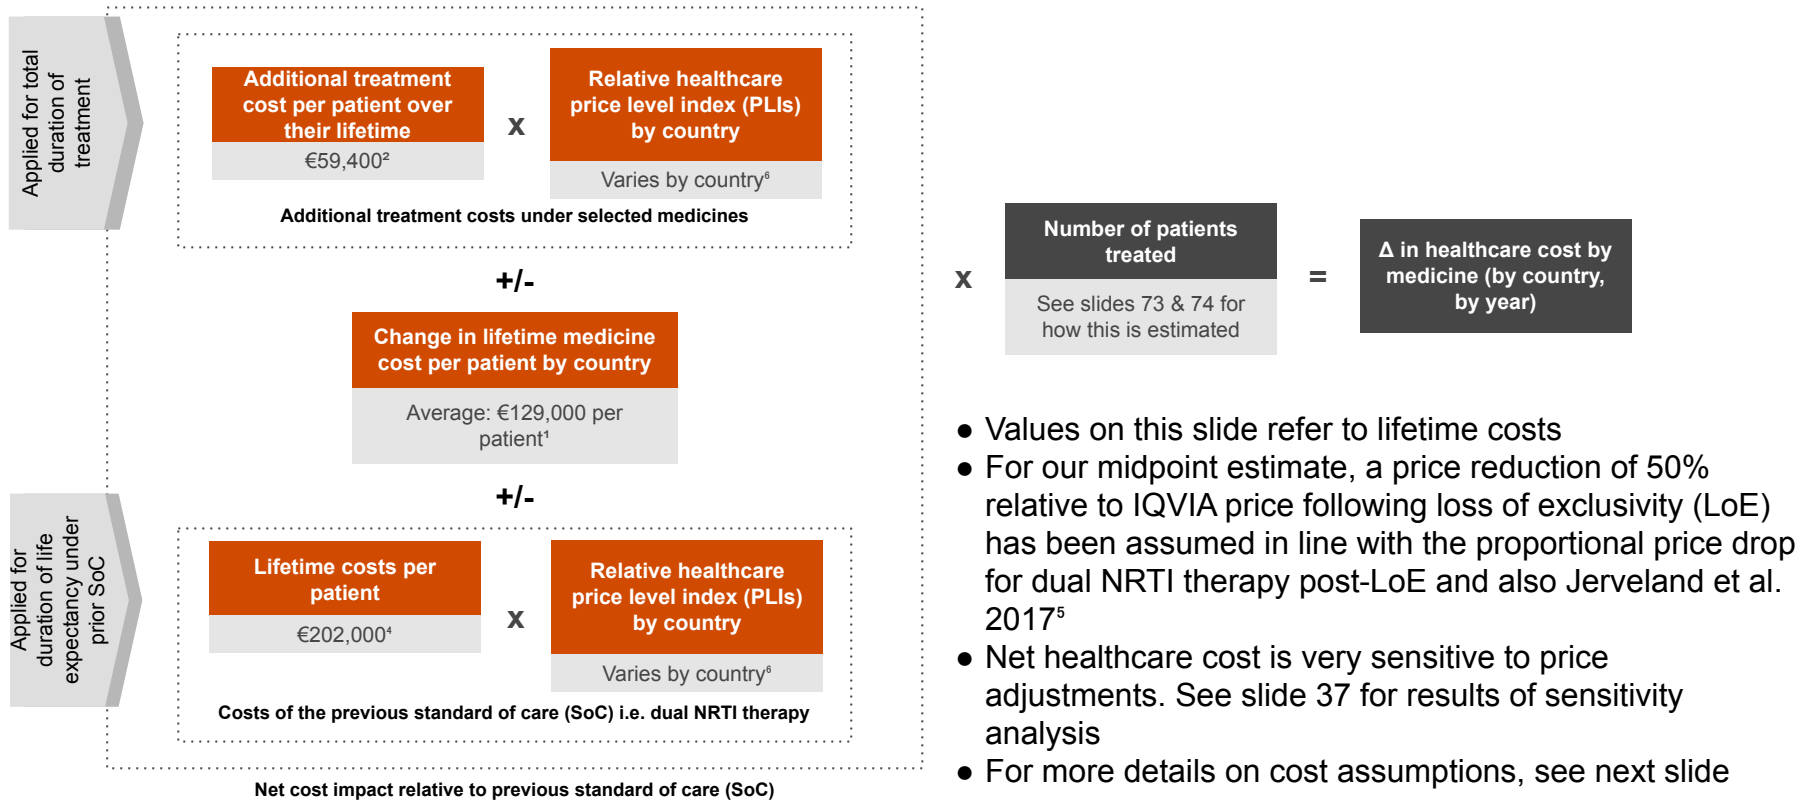 Applied for total
duration of
treatment
Additional treatment
cost per patient over
their lifetime
€59,400²
x
Relative healthcare
price level index (PLIs)
by country
Varies by country⁶
Additional treatment costs under selected medicines
+/-
Change in lifetime medicine
cost per patient by country
Average: €129,000 per
patient¹
+/-
Applied for
duration of life
expectancy under
prior SoC
Lifetime costs per
patient
€202,000⁴
x
Relative healthcare
price level index (PLIs)
by country
Varies by country⁶
Costs of the previous standard of care (SoC) i.e. dual NRTI therapy
Net cost impact relative to previous standard of care (SoC)
x
Number of patients
treated
See slides 73 & 74 for
how this is estimated
=
Δ in healthcare cost by
medicine (by country,
by year)
● Values on this slide refer to lifetime costs
● For our midpoint estimate, a price reduction of 50%
relative to IQVIA price following loss of exclusivity (LoE)
has been assumed in line with the proportional price drop
for dual NRTI therapy post-LoE and also Jerveland et al.
2017⁵
● Net healthcare cost is very sensitive to price
adjustments. See slide 37 for results of sensitivity
analysis
● For more details on cost assumptions, see next slide